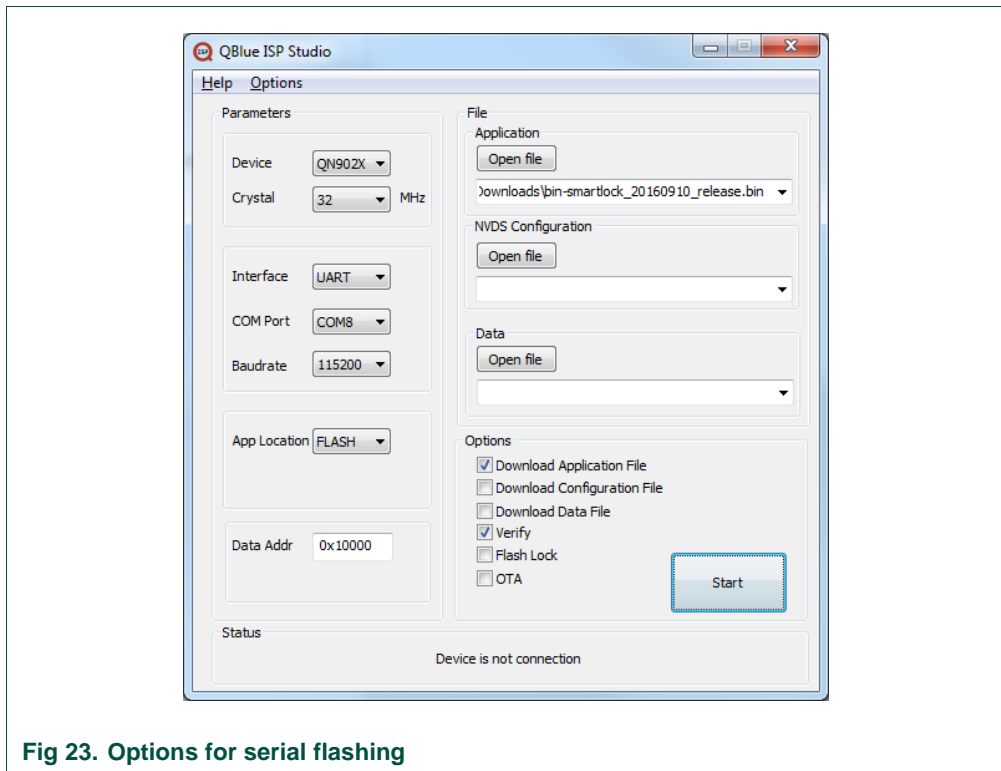 ISP QBlue ISP Studio
Help Options
Parameters
Device QN902X
Crystal 32 MHz
Interface UART
COM Port COM8
Baudrate 115200
App Location FLASH
Data Addr 0x10000
File
Application
Open file
Downloads\bin-smartlock_20160910_release.bin
NVDS Configuration
Open file
Data
Open file
Options
Download Application File
Download Configuration File
Download Data File
Verify
Flash Lock
OTA
Start
Status
Device is not connection
Fig 23. Options for serial flashing